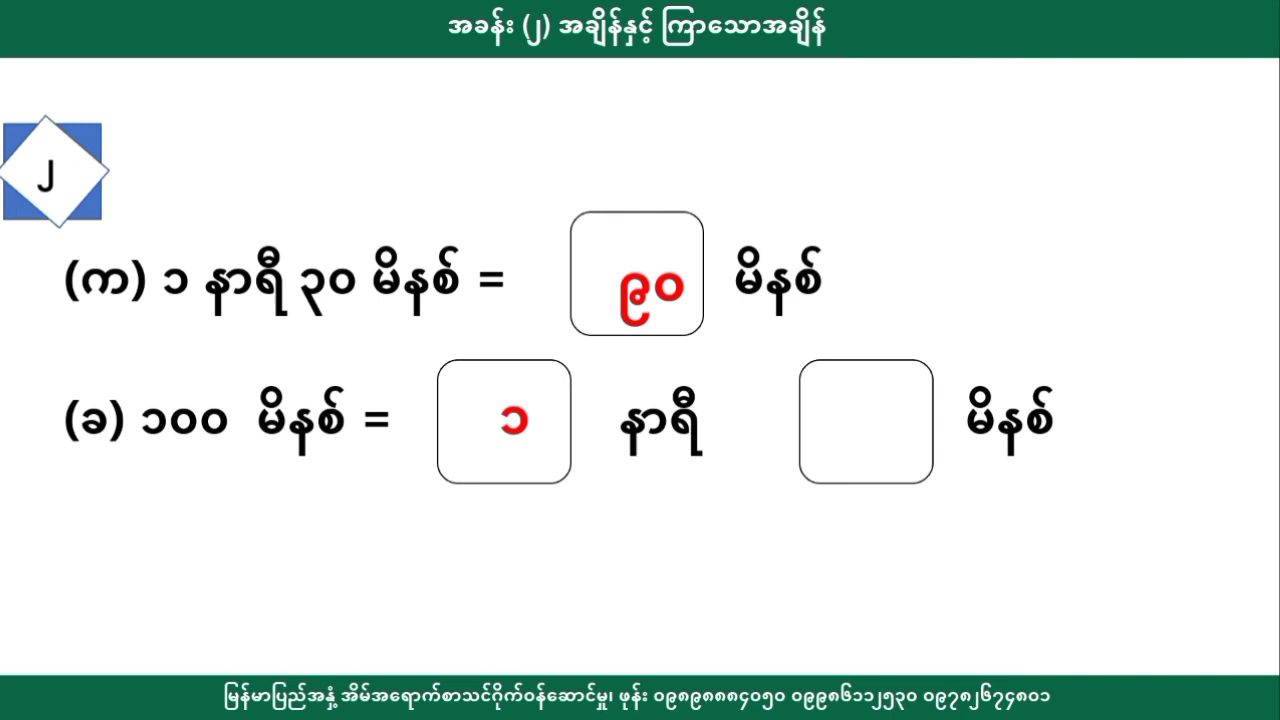 အခန်း (၂) အချိန်နှင့် ကြာသောအချိန်
၂
(က) ၁ နာရီ ၃၀ မိနစ် = ၉၀ မိနစ်
(ခ) ၁၀၀ မိနစ် = ၁ နာရီ မိနစ်
မြန်မာပြည်အနှံ့ အိမ်အရောက်စာသင်ဂိုက်ဝန်ဆောင်မှု၊ ဖုန်း ၀၉၈၉၈၈၈၄၀၅၀ ၀၉၉၈၆၁၁၂၅၃၀ ၀၉၇၈၂၆၇၄၈၀၁